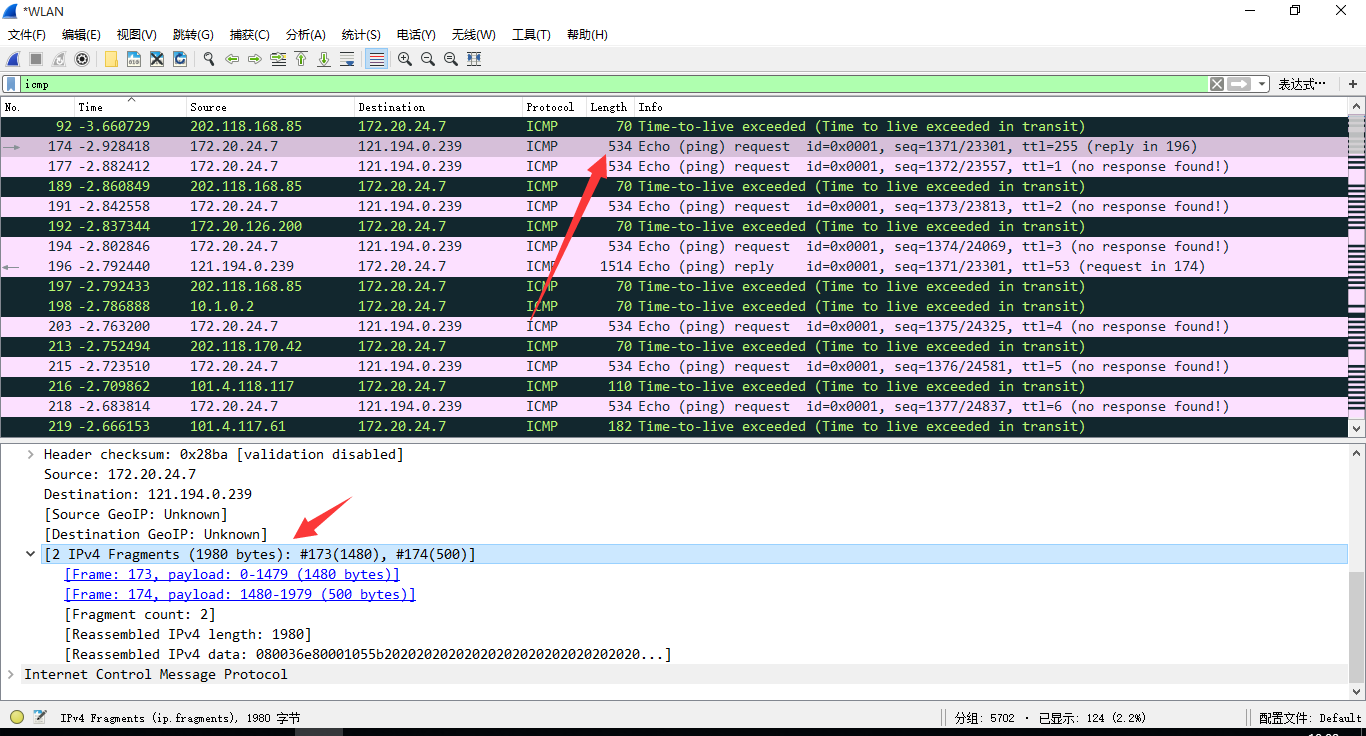 *WLAN
文件(F) 编辑(E) 视图(V) 跳转(G) 捕获(C) 分析(A) 统计(S) 电话(Y) 无线(W) 工具(T) 帮助(H)
icmp 表达式… +
No. Time Source Destination Protocol Length Info
92 -3.660729 202.118.168.85 172.20.24.7 ICMP 70 Time-to-live exceeded (Time to live exceeded in transit)
174 -2.928418 172.20.24.7 121.194.0.239 ICMP 534 Echo (ping) request id=0x0001, seq=1371/23301, ttl=255 (reply in 196)
177 -2.882412 172.20.24.7 121.194.0.239 ICMP 534 Echo (ping) request id=0x0001, seq=1372/23557, ttl=1 (no response found!)
189 -2.860849 202.118.168.85 172.20.24.7 ICMP 70 Time-to-live exceeded (Time to live exceeded in transit)
191 -2.842558 172.20.24.7 121.194.0.239 ICMP 534 Echo (ping) request id=0x0001, seq=1373/23813, ttl=2 (no response found!)
192 -2.837344 172.20.126.200 172.20.24.7 ICMP 70 Time-to-live exceeded (Time to live exceeded in transit)
194 -2.802846 172.20.24.7 121.194.0.239 ICMP 534 Echo (ping) request id=0x0001, seq=1374/24069, ttl=3 (no response found!)
196 -2.792440 121.194.0.239 172.20.24.7 ICMP 1514 Echo (ping) reply id=0x0001, seq=1371/23301, ttl=53 (request in 174)
197 -2.792433 202.118.168.85 172.20.24.7 ICMP 70 Time-to-live exceeded (Time to live exceeded in transit)
198 -2.786888 10.1.0.2 172.20.24.7 ICMP 70 Time-to-live exceeded (Time to live exceeded in transit)
203 -2.763200 172.20.24.7 121.194.0.239 ICMP 534 Echo (ping) request id=0x0001, seq=1375/24325, ttl=4 (no response found!)
213 -2.752494 202.118.170.42 172.20.24.7 ICMP 70 Time-to-live exceeded (Time to live exceeded in transit)
215 -2.723510 172.20.24.7 121.194.0.239 ICMP 534 Echo (ping) request id=0x0001, seq=1376/24581, ttl=5 (no response found!)
216 -2.709862 101.4.118.117 172.20.24.7 ICMP 110 Time-to-live exceeded (Time to live exceeded in transit)
218 -2.683814 172.20.24.7 121.194.0.239 ICMP 534 Echo (ping) request id=0x0001, seq=1377/24837, ttl=6 (no response found!)
219 -2.666153 101.4.117.61 172.20.24.7 ICMP 182 Time-to-live exceeded (Time to live exceeded in transit)
Header checksum: 0x28ba [validation disabled]
Source: 172.20.24.7
Destination: 121.194.0.239
[Source GeoIP: Unknown]
[Destination GeoIP: Unknown]
[2 IPv4 Fragments (1980 bytes): #173(1480), #174(500)]
[Frame: 173, payload: 0-1479 (1480 bytes)]
[Frame: 174, payload: 1480-1979 (500 bytes)]
[Fragment count: 2]
[Reassembled IPv4 length: 1980]
[Reassembled IPv4 data: 080036e80001055b20202020202020202020202020202020...]
Internet Control Message Protocol
IPv4 Fragments (ip.fragments), 1980 字节 分组: 5702 · 已显示: 124 (2.2%) 配置文件: Default